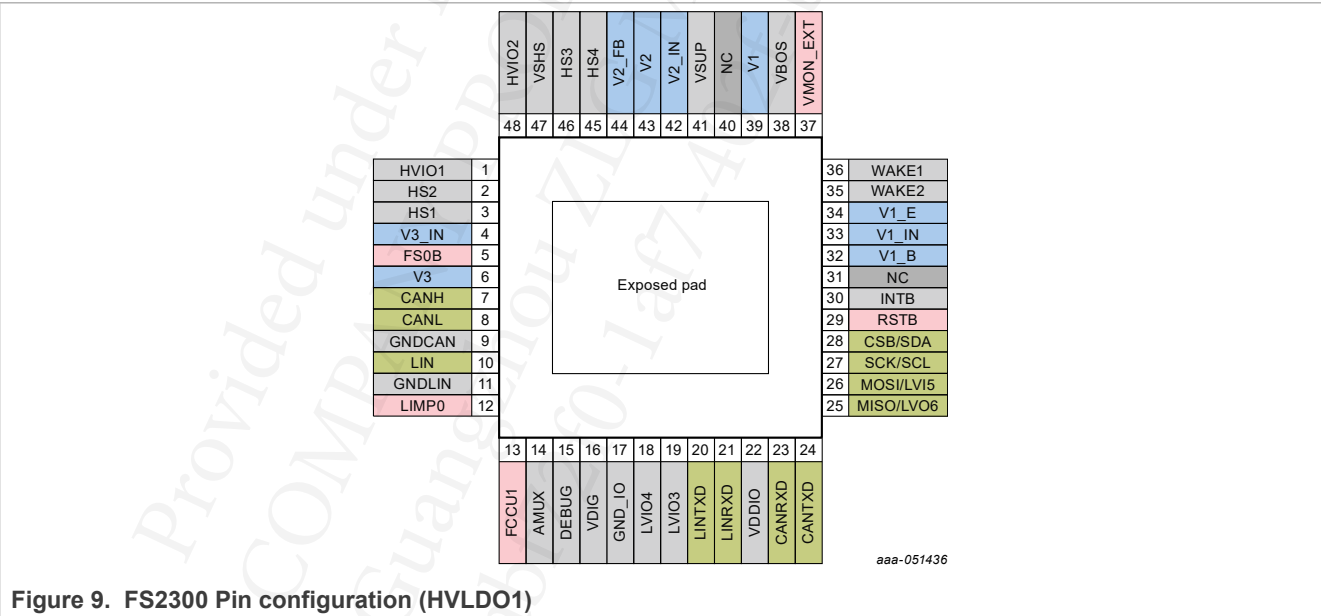 HVIO2
VSHS
HS3
HS4
V2_FB
V2
V2_IN
VSUP
NC
V1
VBOS
VMON_EXT
48 47 46 45 44 43 42 41 40 39 38 37
HVIO1 1
HS2 2
HS1 3
V3_IN 4
FS0B 5
V3 6
CANH 7
CANL 8
GNDCAN 9
LIN 10
GNDLIN 11
LIMP0 12
Exposed pad
36 WAKE1
35 WAKE2
34 V1_E
33 V1_IN
32 V1_B
31 NC
30 INTB
29 RSTB
28 CSB/SDA
27 SCK/SCL
26 MOSI/LVI5
25 MISO/LVO6
13 14 15 16 17 18 19 20 21 22 23 24
FCCU1
AMUX
DEBUG
VDIG
GND_IO
LVIO4
LVIO3
LINTXD
LINRXD
VDDIO
CANRXD
CANTXD
aaa-051436
Figure 9. FS2300 Pin configuration (HVLDO1)
Provided under